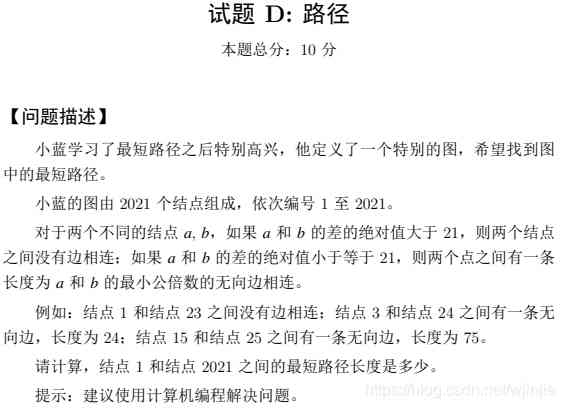 试题 D: 路径
本题总分：10 分
【问题描述】
小蓝学习了最短路径之后特别高兴，他定义了一个特别的图，希望找到图
中的最短路径。
小蓝的图由 2021 个结点组成，依次编号 1 至 2021。
对于两个不同的结点 a, b，如果 a 和 b 的差的绝对值大于 21，则两个结点
之间没有边相连；如果 a 和 b 的差的绝对值小于等于 21，则两个点之间有一条
长度为 a 和 b 的最小公倍数的无向边相连。
例如：结点 1 和结点 23 之间没有边相连；结点 3 和结点 24 之间有一条无
向边，长度为 24；结点 15 和结点 25 之间有一条无向边，长度为 75。
请计算，结点 1 和结点 2021 之间的最短路径长度是多少。
提示：建议使用计算机编程解决问题。